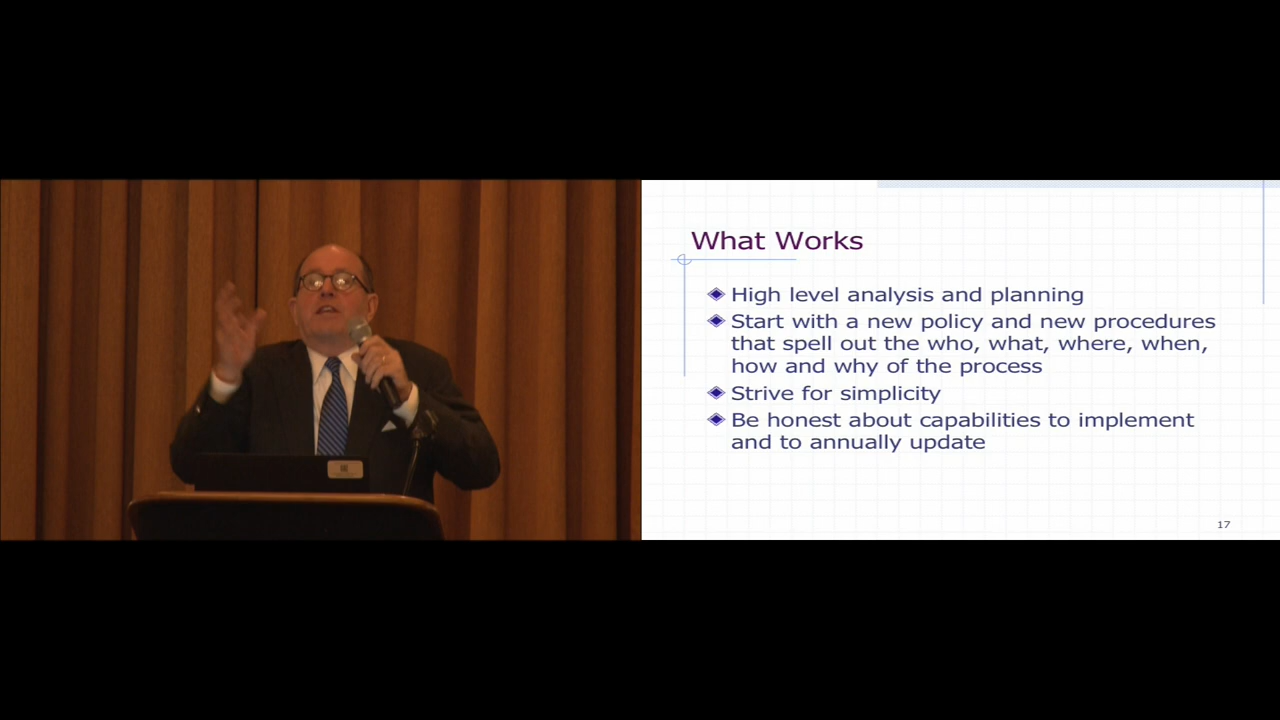 What Works
High level analysis and planning
Start with a new policy and new procedures
that spell out the who, what, where, when,
how and why of the process
Strive for simplicity
Be honest about capabilities to implement
and to annually update
17